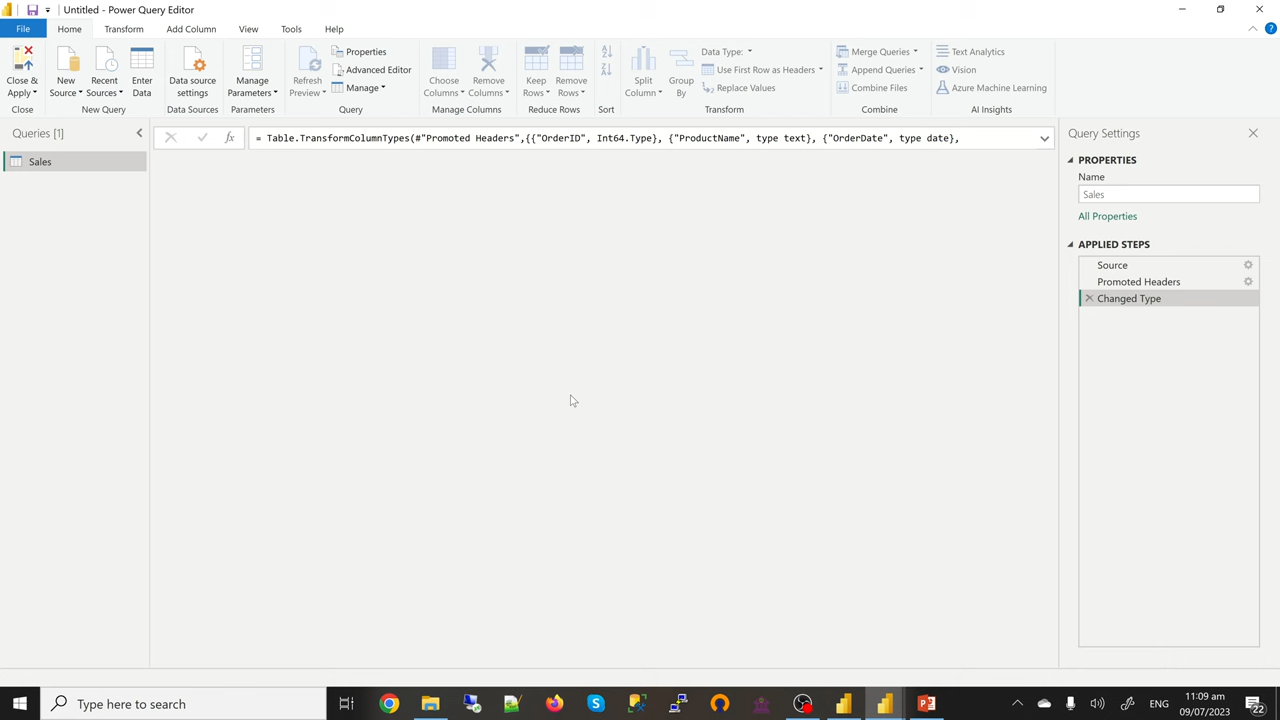 Untitled - Power Query Editor
File Home Transform Add Column View Tools Help
Close & Apply
New Source
Recent Sources
Enter Data
Data source settings
Manage Parameters
Refresh Preview
Properties
Advanced Editor
Manage
Choose Columns
Remove Columns
Keep Rows
Remove Rows
Split Column
Group By
Data Type:
Use First Row as Headers
Replace Values
Merge Queries
Append Queries
Combine Files
Text Analytics
Vision
Azure Machine Learning
Close New Query Data Sources Parameters Query Manage Columns Reduce Rows Sort Transform Combine AI Insights
Queries [1]
Sales
fx = Table.TransformColumnTypes(#"Promoted Headers",{{"OrderID", Int64.Type}, {"ProductName", type text}, {"OrderDate", type date},
Query Settings
PROPERTIES
Name
Sales
All Properties
APPLIED STEPS
Source
Promoted Headers
Changed Type
Type here to search
ENG
11:09 am
09/07/2023
22